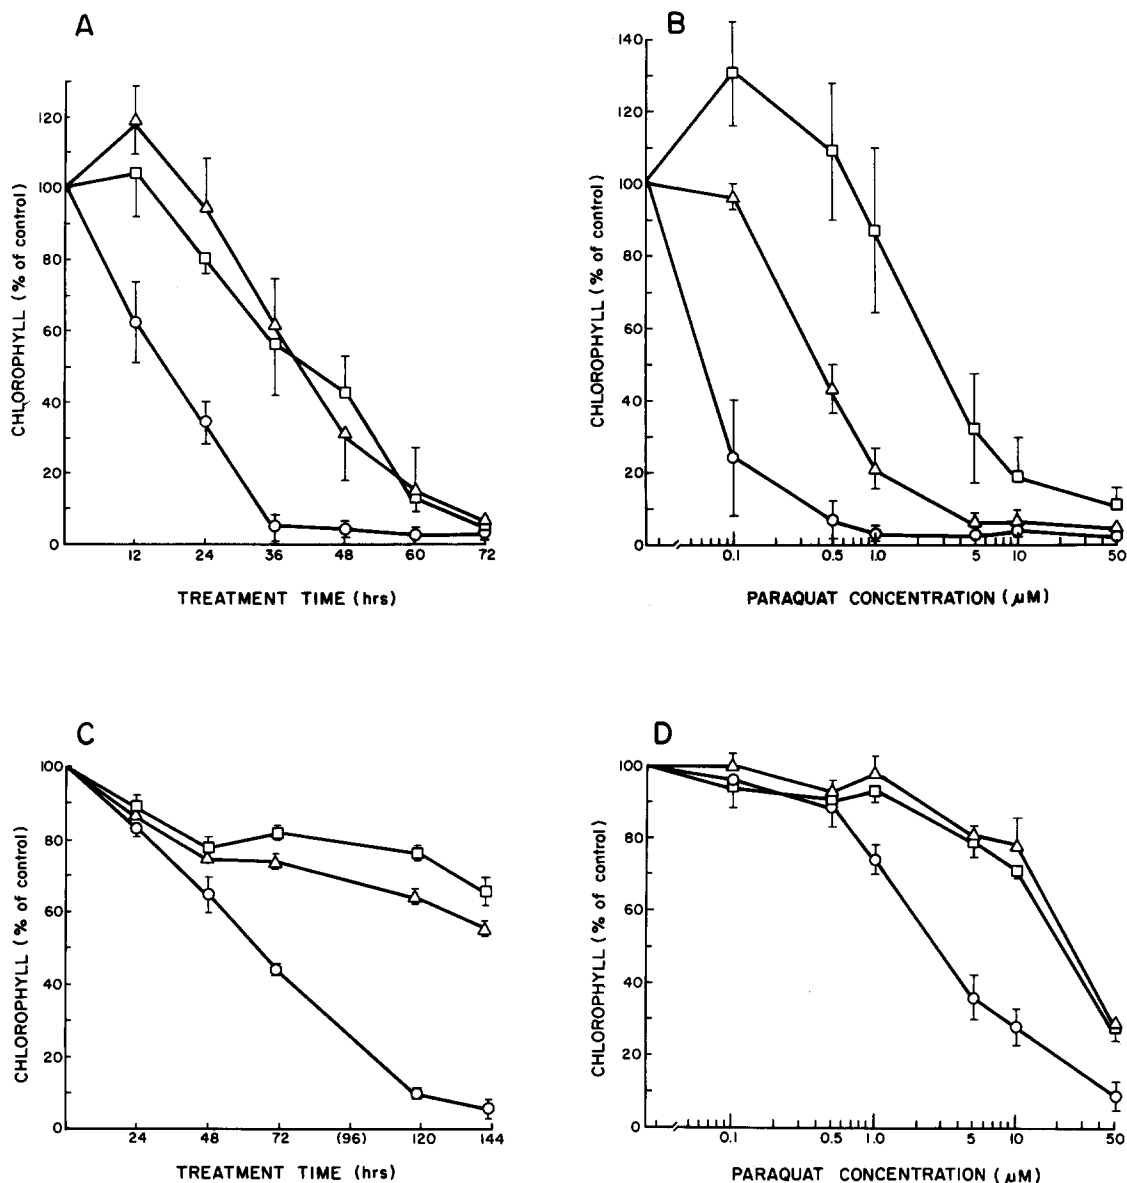 A
CHLOROPHYLL (% of control)
120
100
80
60
40
20
0
12 24 36 48 60 72
TREATMENT TIME (hrs)
B
CHLOROPHYLL (% of control)
140
120
100
80
60
40
20
0
0.1 0.5 1.0 5 10 50
PARAQUAT CONCENTRATION (μM)
C
CHLOROPHYLL (% of control)
100
80
60
40
20
0
24 48 72 (96) 120 144
TREATMENT TIME (hrs)
D
CHLOROPHYLL (% of control)
100
80
60
40
20
0
0.1 0.5 1.0 5 10 50
PARAQUAT CONCENTRATION (μM)